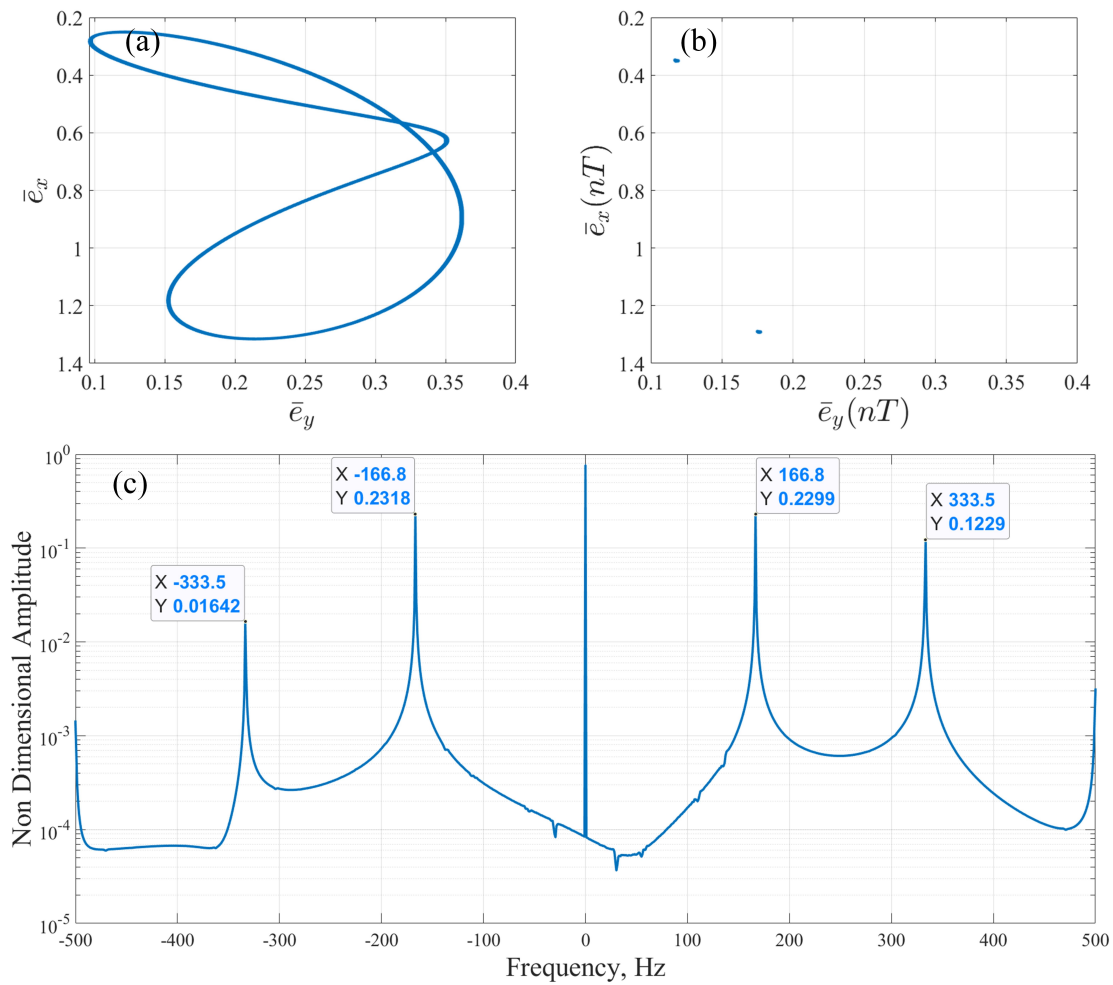 (a)
0.2
0.4
0.6
0.8
1
1.2
1.4
ēₓ
0.1 0.15 0.2 0.25 0.3 0.35 0.4
ē_y
(b)
0.2
0.4
0.6
0.8
1
1.2
1.4
ēₓ(nT)
0.1 0.15 0.2 0.25 0.3 0.35 0.4
ē_y(nT)
(c)
10⁰
10⁻¹
10⁻²
10⁻³
10⁻⁴
10⁻⁵
Non Dimensional Amplitude
X -333.5
Y 0.01642
X -166.8
Y 0.2318
X 166.8
Y 0.2299
X 333.5
Y 0.1229
-500 -400 -300 -200 -100 0 100 200 300 400 500
Frequency, Hz